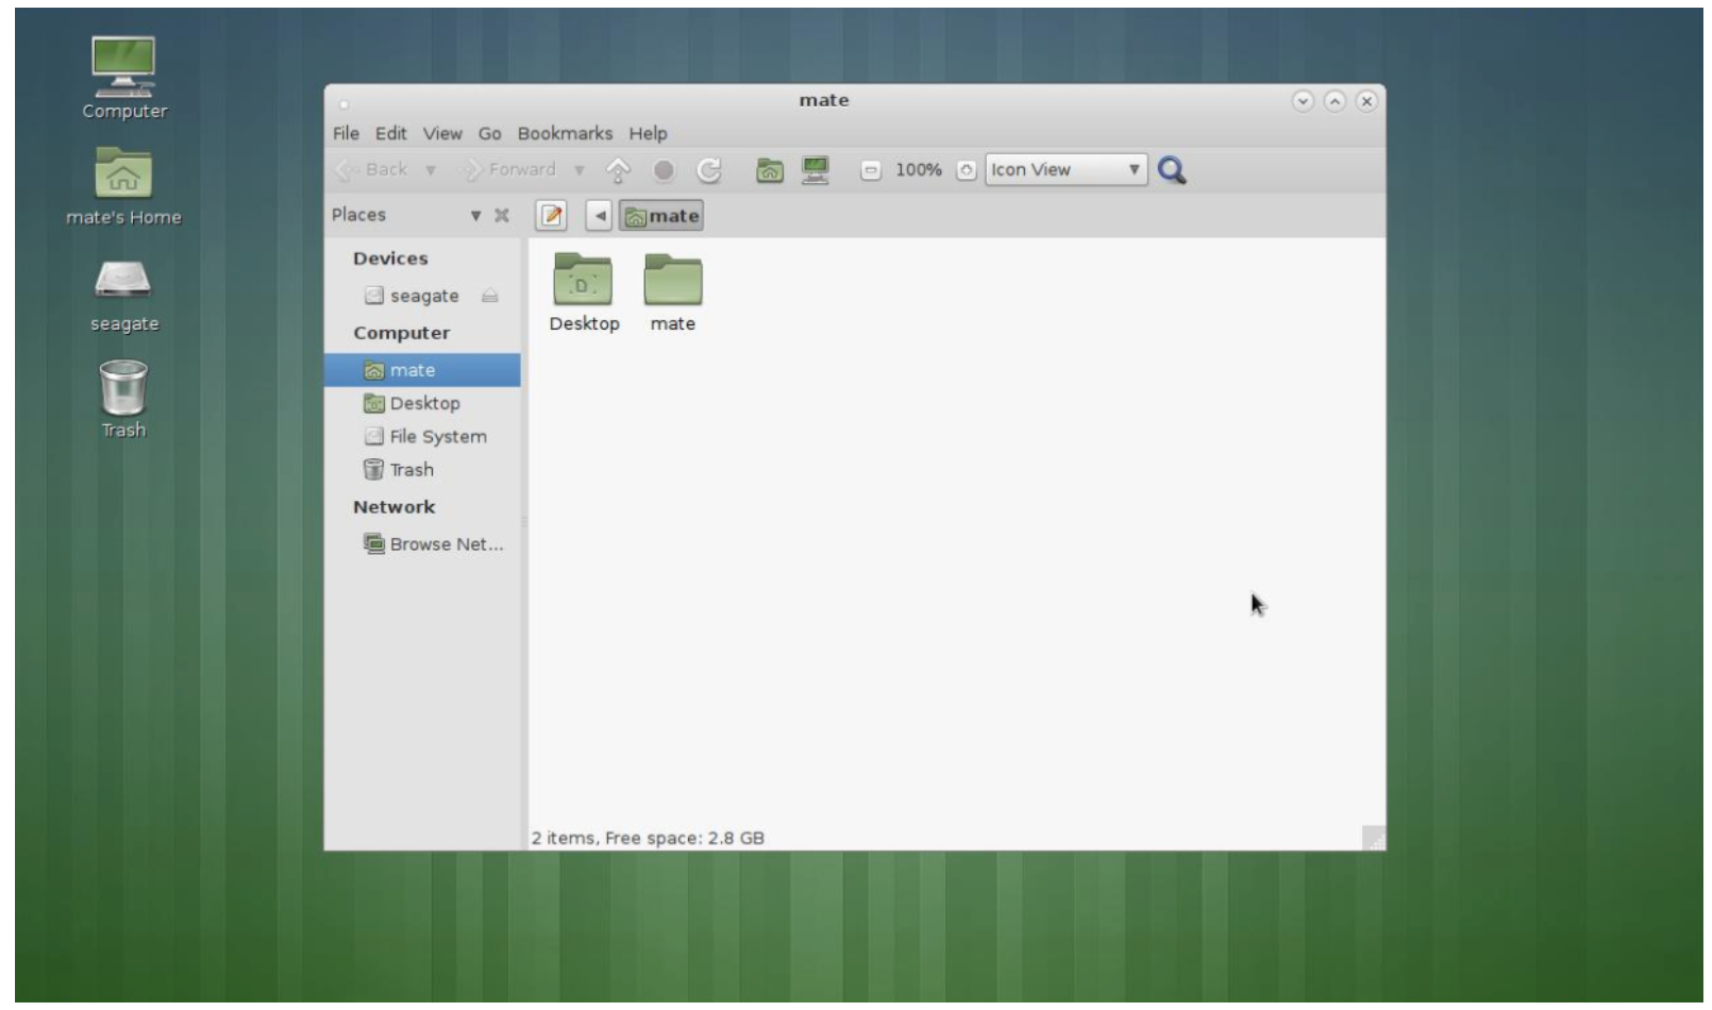 Computer
mate's Home
seagate
Trash
mate
File Edit View Go Bookmarks Help
Back Forward 100% Icon View
Places mate
Devices
seagate
Computer
mate
Desktop
File System
Trash
Network
Browse Net...
Desktop mate
2 items, Free space: 2.8 GB